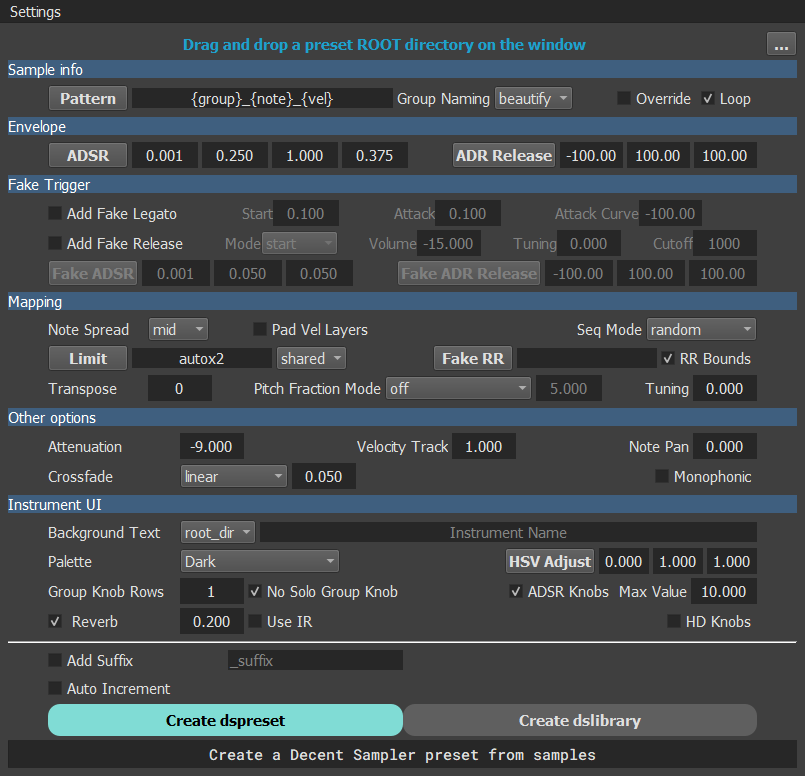 Settings
Drag and drop a preset ROOT directory on the window ...
Sample info
Pattern {group}_{note}_{vel} Group Naming beautify Override Loop
Envelope
ADSR 0.001 0.250 1.000 0.375 ADR Release -100.00 100.00 100.00
Fake Trigger
Add Fake Legato Start 0.100 Attack 0.100 Attack Curve -100.00
Add Fake Release Mode start Volume -15.000 Tuning 0.000 Cutoff 1000
Fake ADSR 0.001 0.050 0.050 Fake ADR Release -100.00 100.00 100.00
Mapping
Note Spread mid Pad Vel Layers Seq Mode random
Limit autox2 shared Fake RR RR Bounds
Transpose 0 Pitch Fraction Mode off 5.000 Tuning 0.000
Other options
Attenuation -9.000 Velocity Track 1.000 Note Pan 0.000
Crossfade linear 0.050 Monophonic
Instrument UI
Background Text root_dir Instrument Name
Palette Dark HSV Adjust 0.000 1.000 1.000
Group Knob Rows 1 No Solo Group Knob ADSR Knobs Max Value 10.000
Reverb 0.200 Use IR HD Knobs
Add Suffix _suffix
Auto Increment
Create dspreset Create dslibrary
Create a Decent Sampler preset from samples